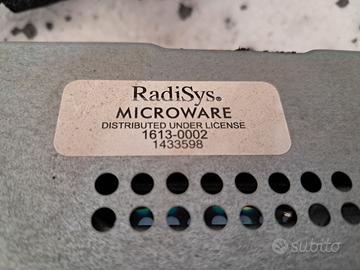 RadiSys®
MICROWARE
DISTRIBUTED UNDER LICENSE
1613-0002
1433598
subito